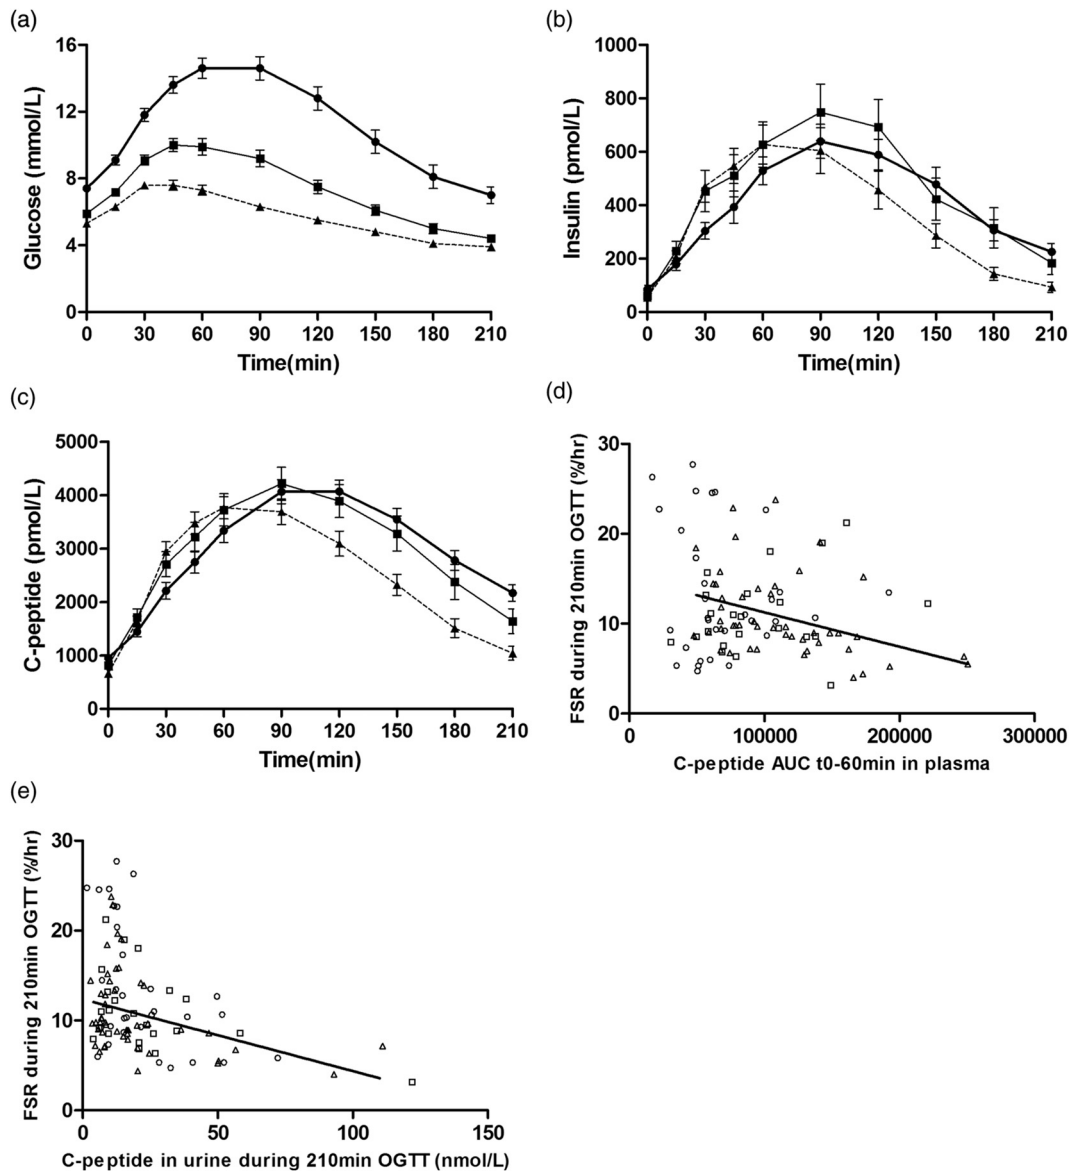 (a)
16
12
8
4
0
Glucose (mmol/L)
0 30 60 90 120 150 180 210
Time(min)
(b)
1000
800
600
400
200
0
Insulin (pmol/L)
0 30 60 90 120 150 180 210
Time(min)
(c)
5000
4000
3000
2000
1000
0
C-peptide (pmol/L)
0 30 60 90 120 150 180 210
Time(min)
(d)
30
20
10
0
FSR during 210min OGTT (%/hr)
0 100000 200000 300000
C-peptide AUC t0-60min in plasma
(e)
30
20
10
0
FSR during 210min OGTT (%/hr)
0 50 100 150
C-peptide in urine during 210min OGTT (nmol/L)